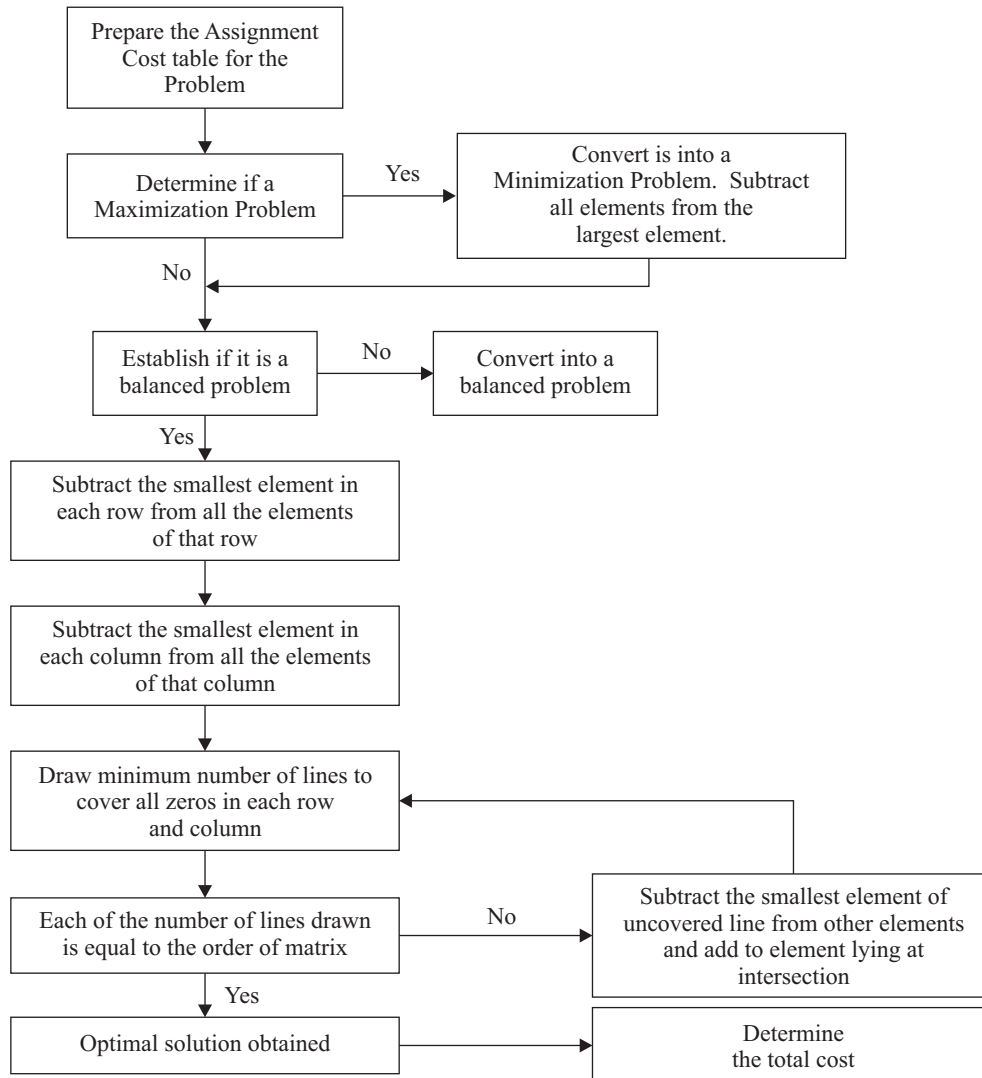 Prepare the Assignment
Cost table for the
Problem
Determine if a
Maximization Problem
Yes
Convert is into a
Minimization Problem. Subtract
all elements from the
largest element.
No
Establish if it is a
balanced problem
No
Convert into a
balanced problem
Yes
Subtract the smallest element in
each row from all the elements
of that row
Subtract the smallest element in
each column from all the elements
of that column
Draw minimum number of lines to
cover all zeros in each row
and column
Each of the number of lines drawn
is equal to the order of matrix
No
Subtract the smallest element of
uncovered line from other elements
and add to element lying at
intersection
Yes
Optimal solution obtained
Determine
the total cost